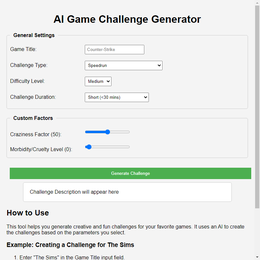 AI Game Challenge Generator
General Settings
Game Title: Counter-Strike
Challenge Type: Speedrun
Difficulty Level Medium
Challenge Duration: Short (<30 mins)
Custom Factors
Craziness Factor (50)
Morbidity/Cruelty Level (0)
Generate Challenge
Challenge Description will appear here
How to Use
This tool helps you generate creative and fun challenges for your favorite games. It uses an AI to create
the challenges based on the parameters you select.
Example: Creating a Challenge for The Sims
1. Enter "The Sims" in the Game Title input field.